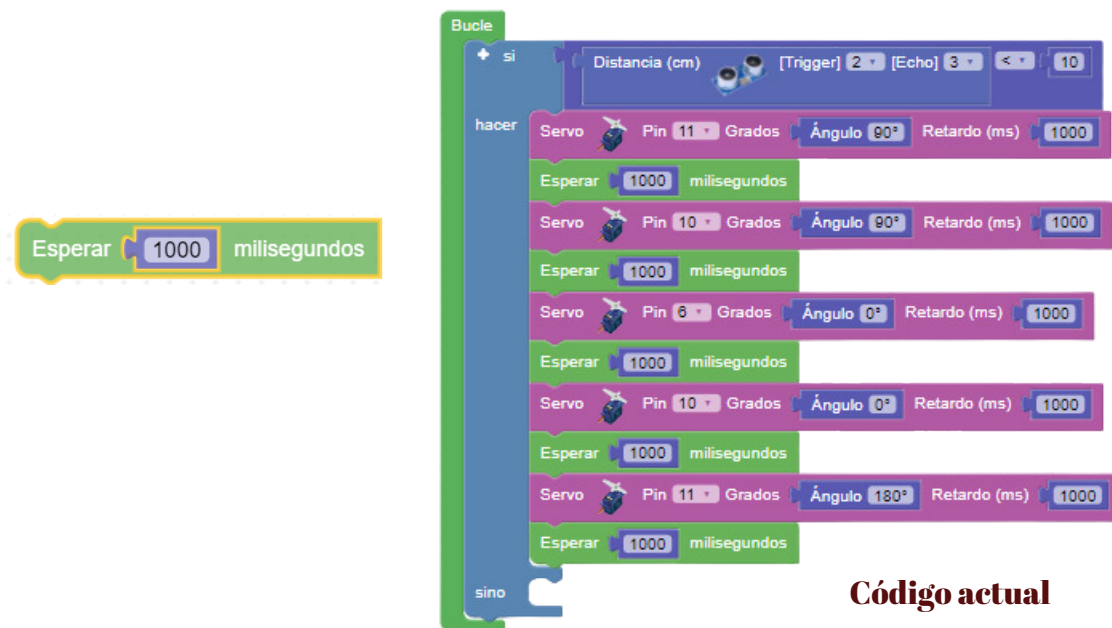 Esperar 1000 milisegundos
Bucle
si Distancia (cm) [Trigger] 2 [Echo] 3 < 10
hacer Servo Pin 11 Grados Ángulo 90° Retardo (ms) 1000
Esperar 1000 milisegundos
Servo Pin 10 Grados Ángulo 90° Retardo (ms) 1000
Esperar 1000 milisegundos
Servo Pin 6 Grados Ángulo 0° Retardo (ms) 1000
Esperar 1000 milisegundos
Servo Pin 10 Grados Ángulo 0° Retardo (ms) 1000
Esperar 1000 milisegundos
Servo Pin 11 Grados Ángulo 180° Retardo (ms) 1000
Esperar 1000 milisegundos
sino
Código actual